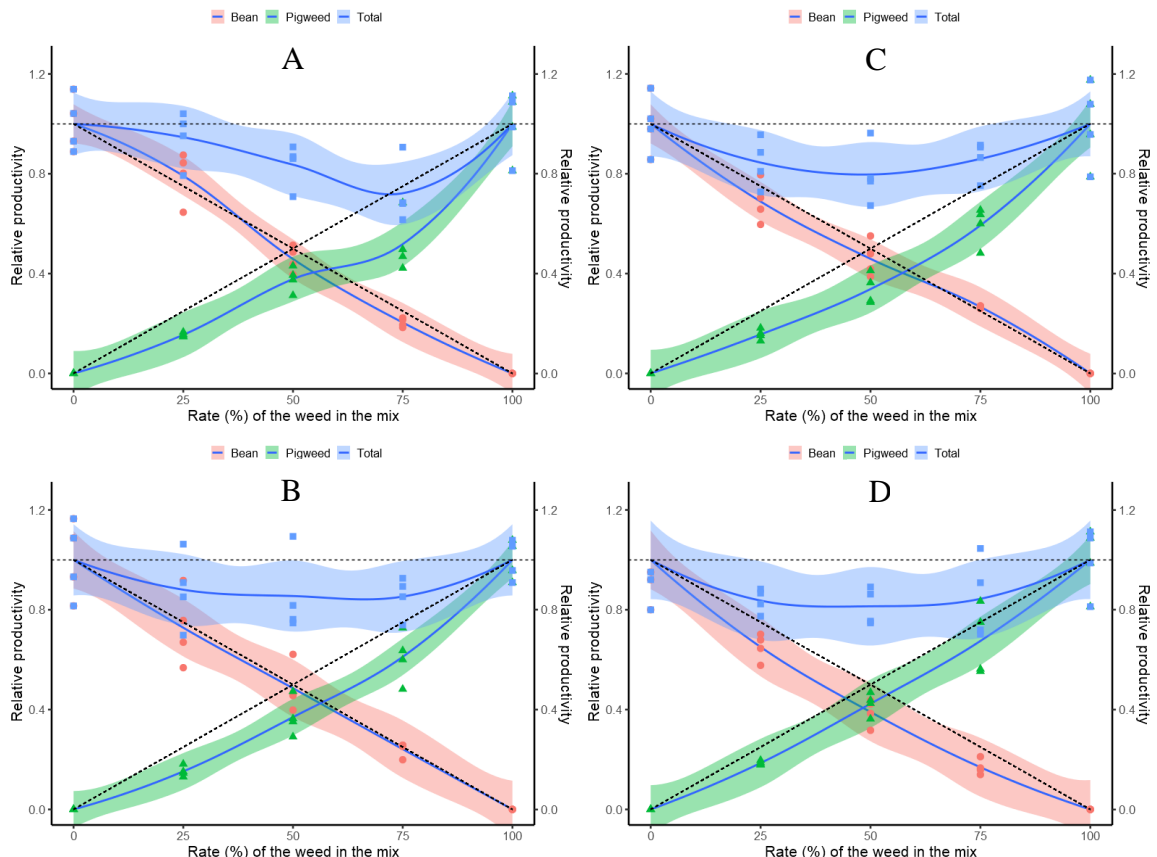 Bean Pigweed Total
A
Relative productivity
1.2
0.8
0.4
0.0
1.2
0.8
0.4
0.0
Relative productivity
0 25 50 75 100
Rate (%) of the weed in the mix
Bean Pigweed Total
C
Relative productivity
1.2
0.8
0.4
0.0
1.2
0.8
0.4
0.0
Relative productivity
0 25 50 75 100
Rate (%) of the weed in the mix
Bean Pigweed Total
B
Relative productivity
1.2
0.8
0.4
0.0
1.2
0.8
0.4
0.0
Relative productivity
0 25 50 75 100
Rate (%) of the weed in the mix
Bean Pigweed Total
D
Relative productivity
1.2
0.8
0.4
0.0
1.2
0.8
0.4
0.0
Relative productivity
0 25 50 75 100
Rate (%) of the weed in the mix